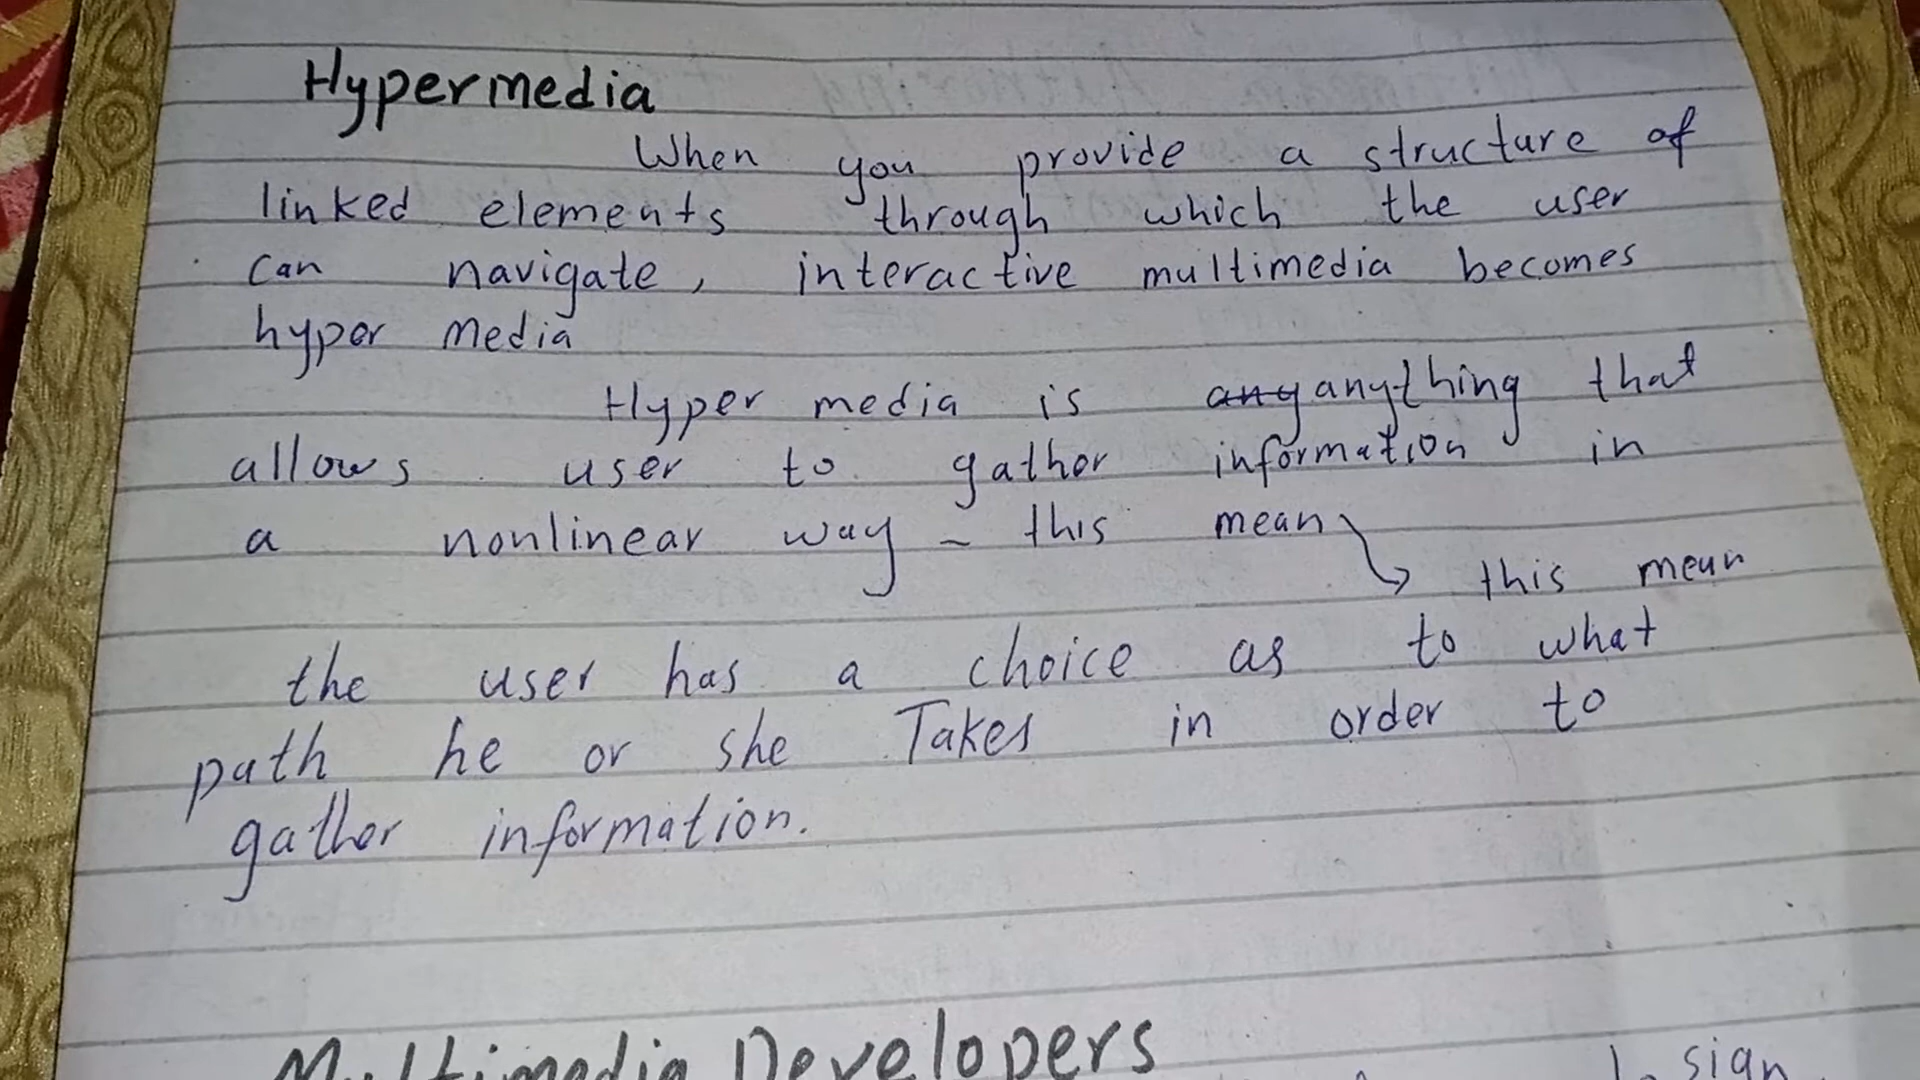 Hypermedia
When you provide a structure of
linked elements through which the user
can navigate, interactive multimedia becomes
hyper media
Hyper media is any anything that
allows user to gather information in
a nonlinear way - this mean
→ this mean
the user has a choice as to what
path he or she Takes in order to
gather information.
Multimedia Developers